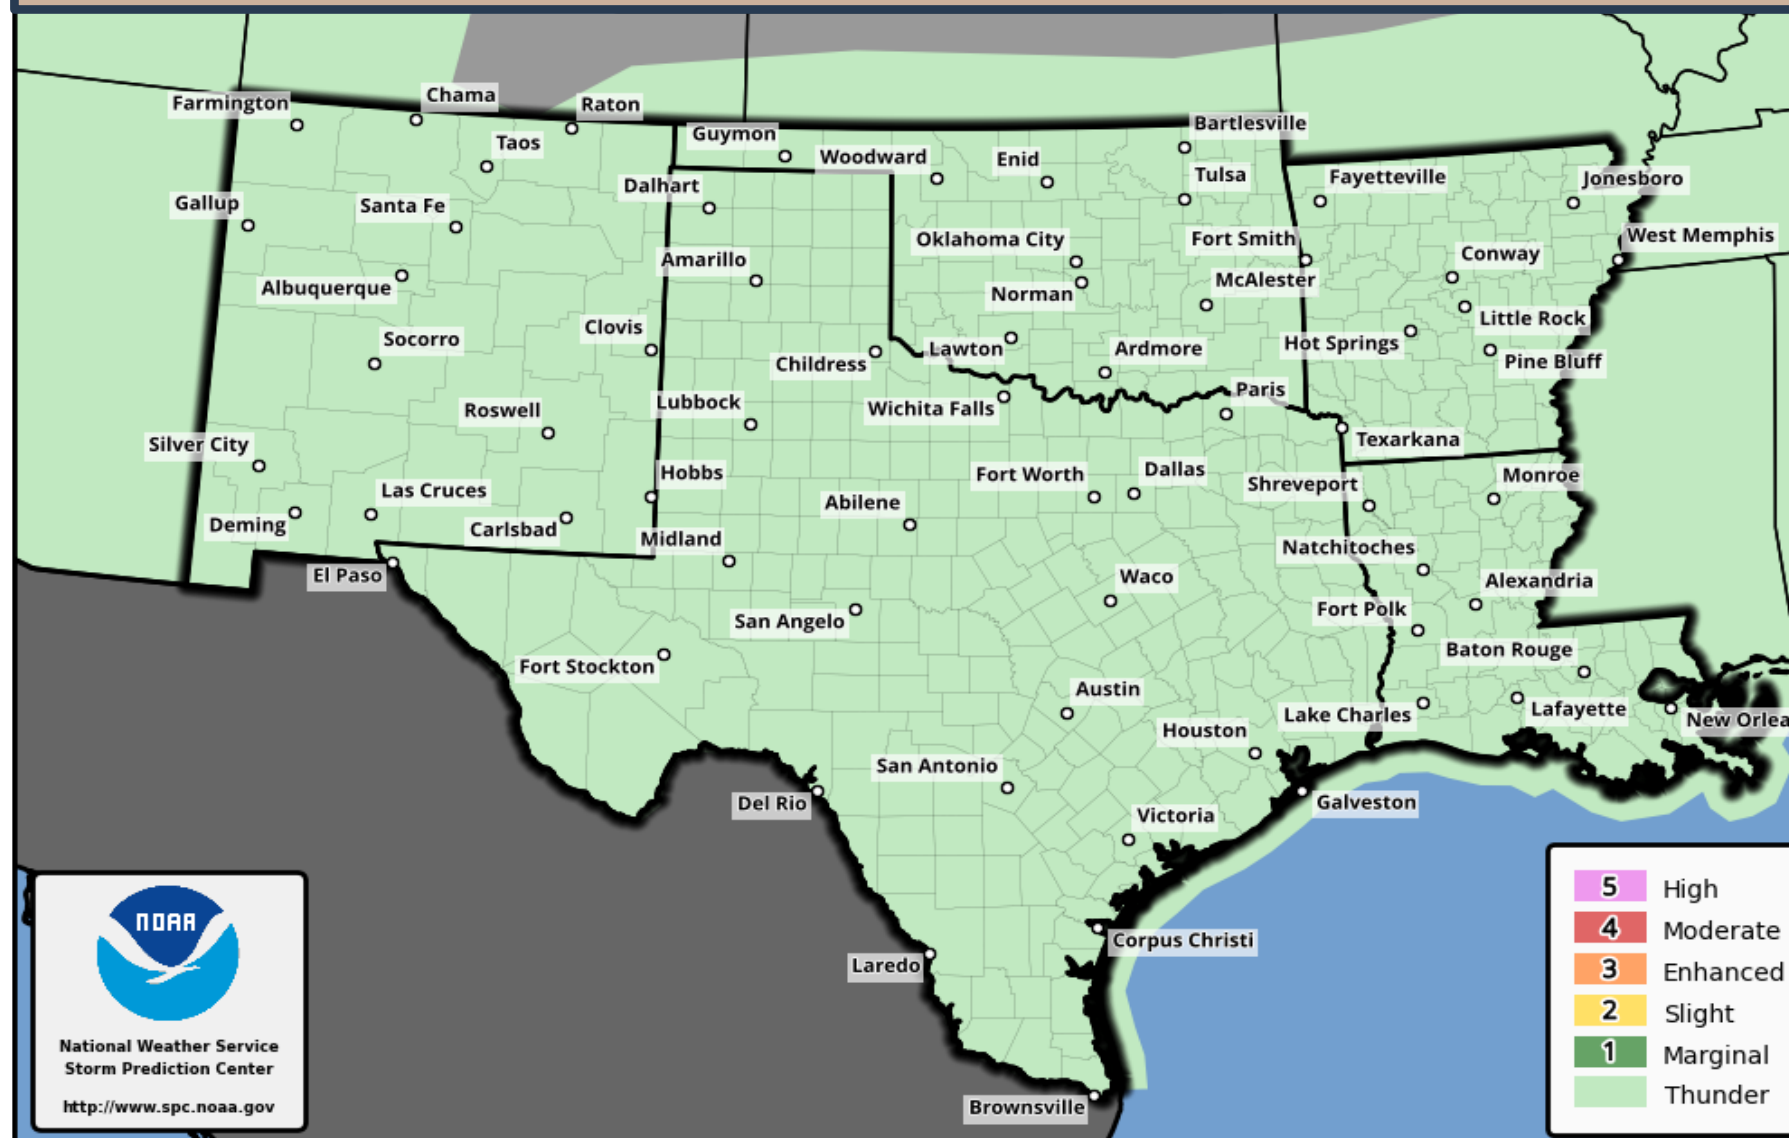 Farmington
Chama
Raton
Taos
Guymon
Woodward
Enid
Bartlesville
Tulsa
Fayetteville
Jonesboro
Dalhart
Gallup
Santa Fe
Oklahoma City
Fort Smith
West Memphis
Conway
Amarillo
McAlester
Albuquerque
Norman
Little Rock
Clovis
Socorro
Hot Springs
Lawton
Ardmore
Childress
Pine Bluff
Paris
Lubbock
Wichita Falls
Roswell
Silver City
Texarkana
Hobbs
Fort Worth
Dallas
Monroe
Shreveport
Las Cruces
Abilene
Deming
Carlsbad
Midland
Natchitoches
El Paso
Waco
Alexandria
San Angelo
Fort Polk
Baton Rouge
Fort Stockton
Austin
Lake Charles
Lafayette
New Orlea
Houston
San Antonio
Del Rio
Galveston
Victoria
Corpus Christi
Laredo
Brownsville
NOAA
National Weather Service
Storm Prediction Center
http://www.spc.noaa.gov
5 High
4 Moderate
3 Enhanced
2 Slight
1 Marginal
Thunder